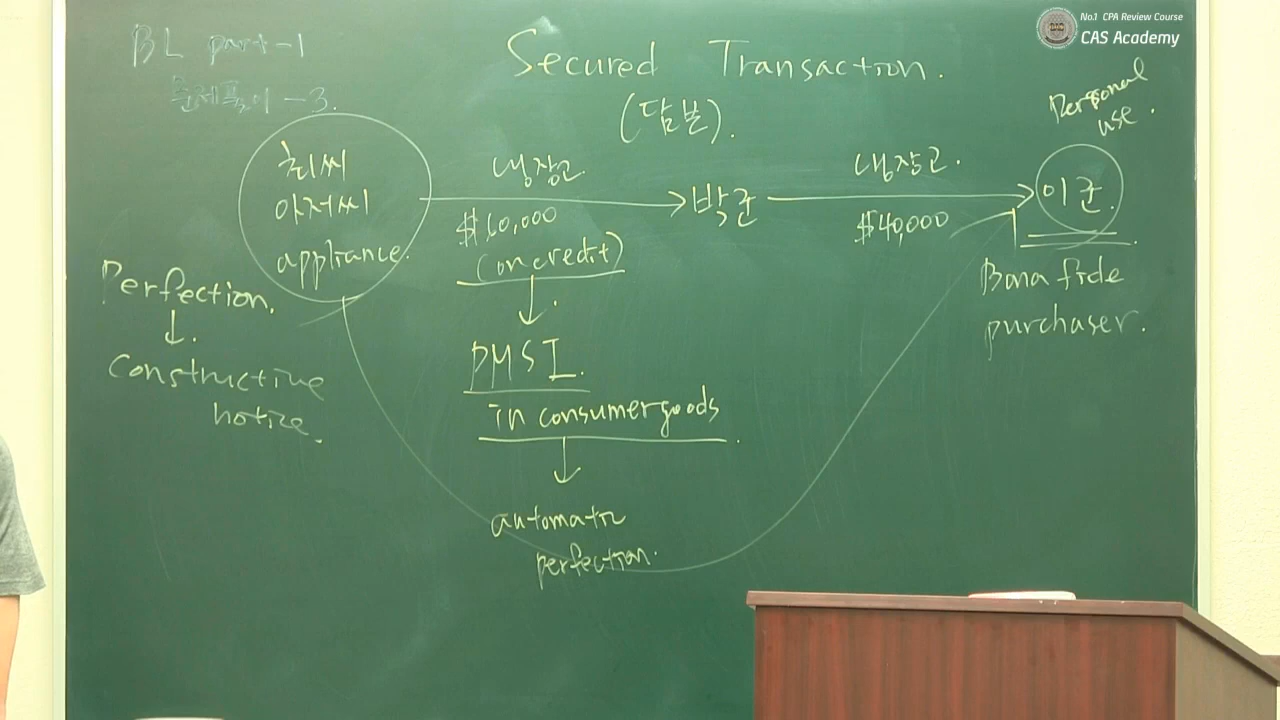 No.1 CPA Review Course
CAS Academy
BL part-1
문제풀이 -3.
Secured Transaction.
(담보).
Personal
use.
최씨
아저씨
appliance.
냉장고.
$60,000
(on credit)
박군
냉장고.
$40,000
이군.
Bona fide
purchaser.
Perfection.
Constructive
notice.
PMSI.
in consumer goods.
automatic
perfection.